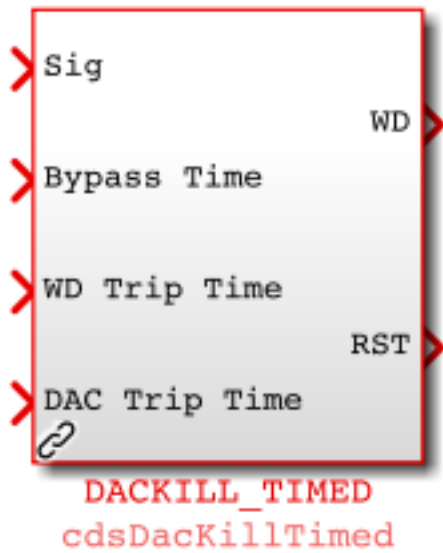 Sig
WD
Bypass Time
WD Trip Time
RST
DAC Trip Time
DACKILL_TIMED
cdsDacKillTimed